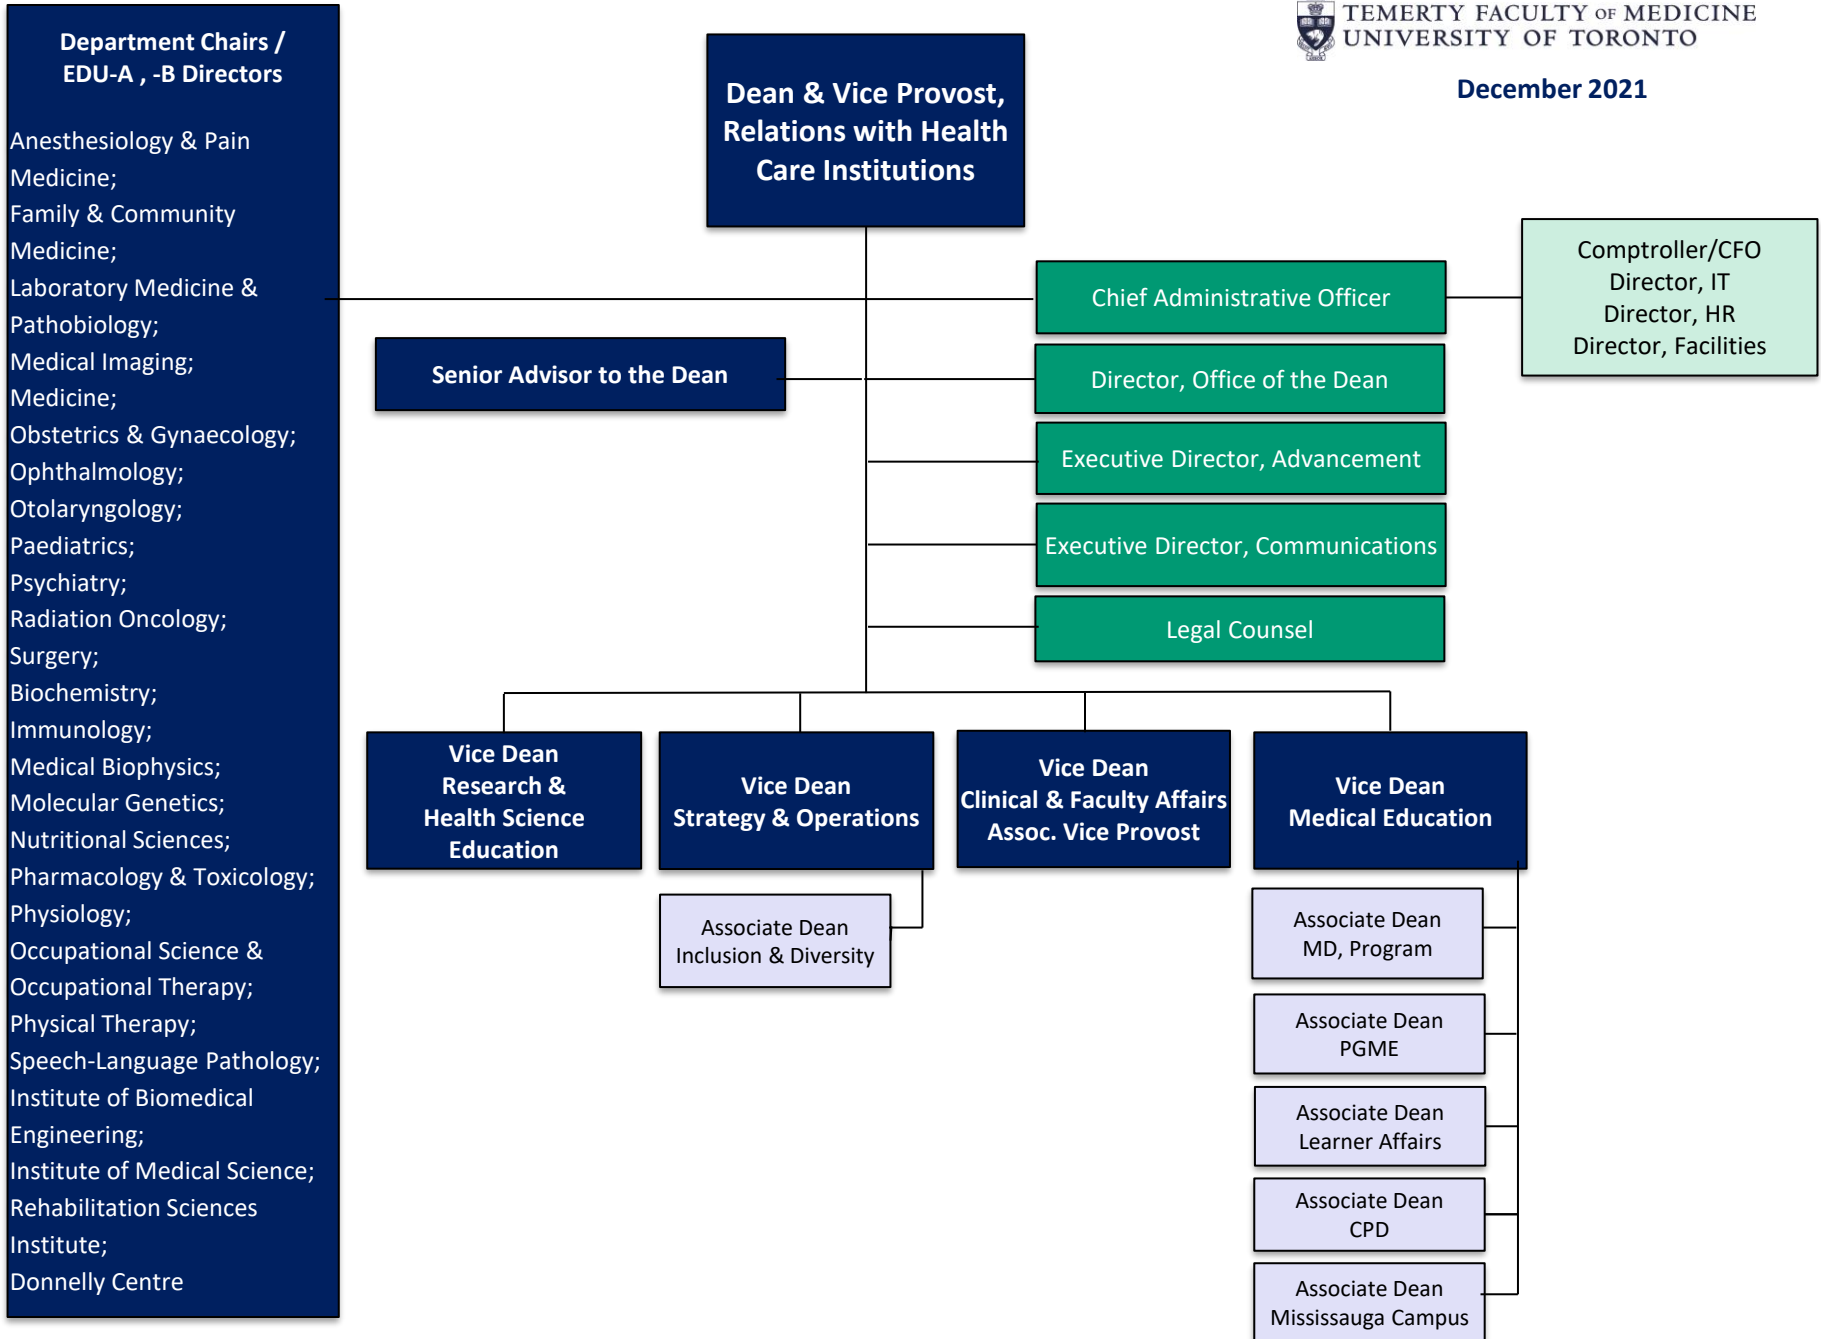 Department Chairs /
EDU-A , -B Directors
Anesthesiology & Pain
Medicine;
Family & Community
Medicine;
Laboratory Medicine &
Pathobiology;
Medical Imaging;
Medicine;
Obstetrics & Gynaecology;
Ophthalmology;
Otolaryngology;
Paediatrics;
Psychiatry;
Radiation Oncology;
Surgery;
Biochemistry;
Immunology;
Medical Biophysics;
Molecular Genetics;
Nutritional Sciences;
Pharmacology & Toxicology;
Physiology;
Occupational Science &
Occupational Therapy;
Physical Therapy;
Speech-Language Pathology;
Institute of Biomedical
Engineering;
Institute of Medical Science;
Rehabilitation Sciences
Institute;
Donnelly Centre
Dean & Vice Provost,
Relations with Health
Care Institutions
TEMERTY FACULTY OF MEDICINE
UNIVERSITY OF TORONTO
December 2021
Chief Administrative Officer
Comptroller/CFO
Director, IT
Director, HR
Director, Facilities
Senior Advisor to the Dean
Director, Office of the Dean
Executive Director, Advancement
Executive Director, Communications
Legal Counsel
Vice Dean
Research &
Health Science
Education
Vice Dean
Strategy & Operations
Vice Dean
Clinical & Faculty Affairs
Assoc. Vice Provost
Vice Dean
Medical Education
Associate Dean
Inclusion & Diversity
Associate Dean
MD, Program
Associate Dean
PGME
Associate Dean
Learner Affairs
Associate Dean
CPD
Associate Dean
Mississauga Campus